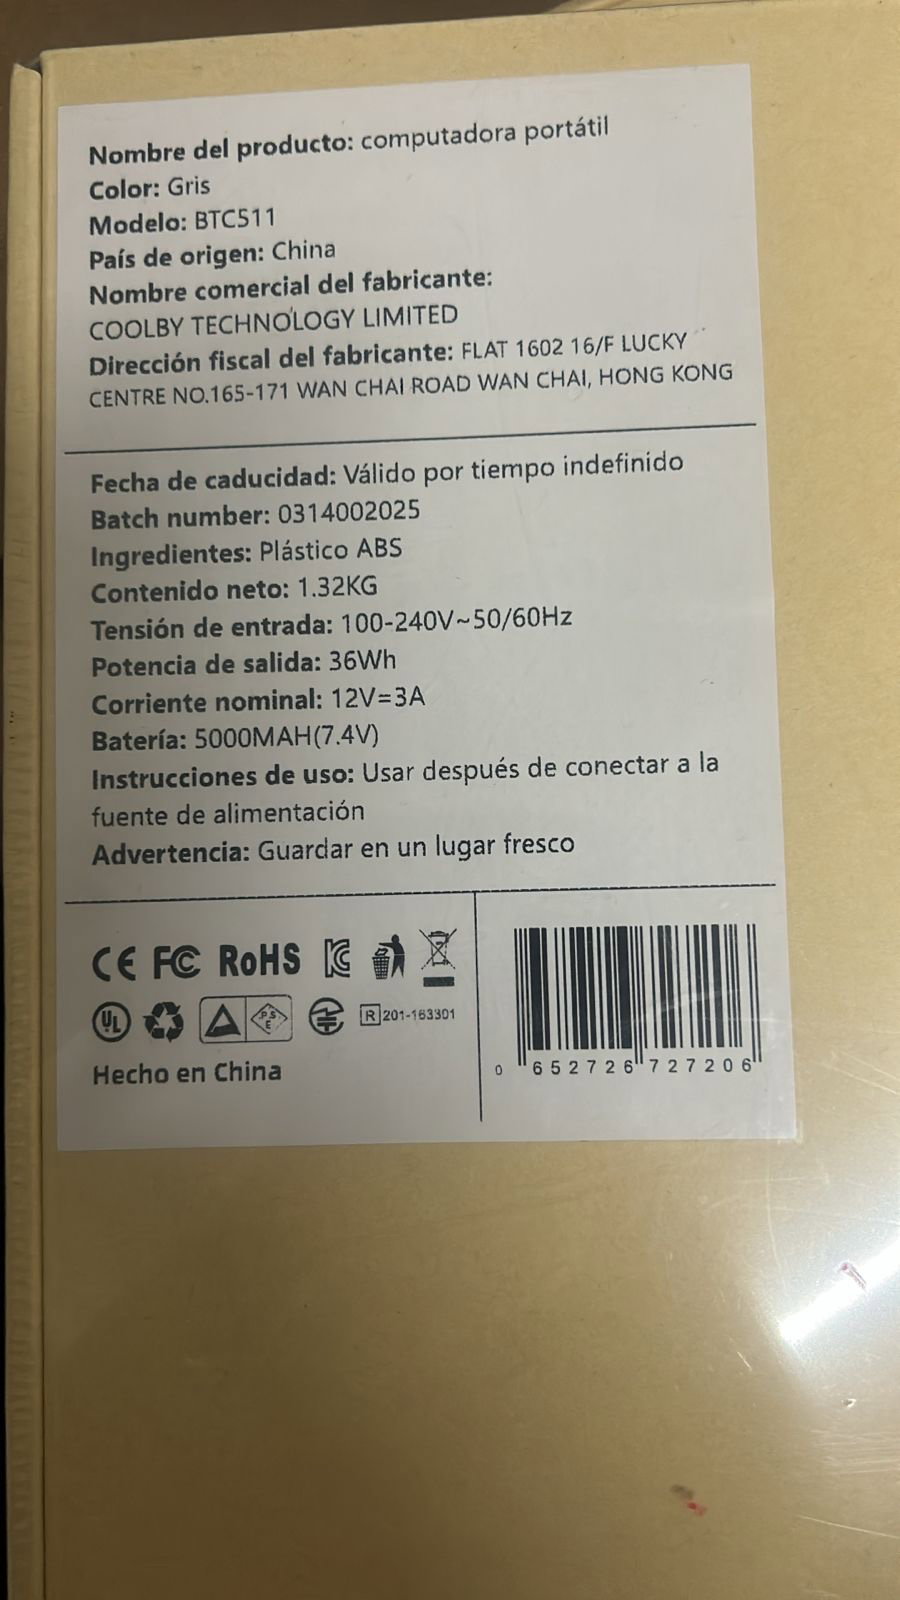 Nombre del producto: computadora portátil
Color: Gris
Modelo: BTC511
País de origen: China
Nombre comercial del fabricante:
COOLBY TECHNOLOGY LIMITED
Dirección fiscal del fabricante: FLAT 1602 16/F LUCKY
CENTRE NO.165-171 WAN CHAI ROAD WAN CHAI, HONG KONG
Fecha de caducidad: Válido por tiempo indefinido
Batch number: 0314002025
Ingredientes: Plástico ABS
Contenido neto: 1.32KG
Tensión de entrada: 100-240V~50/60Hz
Potencia de salida: 36Wh
Corriente nominal: 12V=3A
Batería: 5000MAH(7.4V)
Instrucciones de uso: Usar después de conectar a la
fuente de alimentación
Advertencia: Guardar en un lugar fresco
CE FC RoHS KC
UL PSE R 201-163301
Hecho en China
0 652726 727206